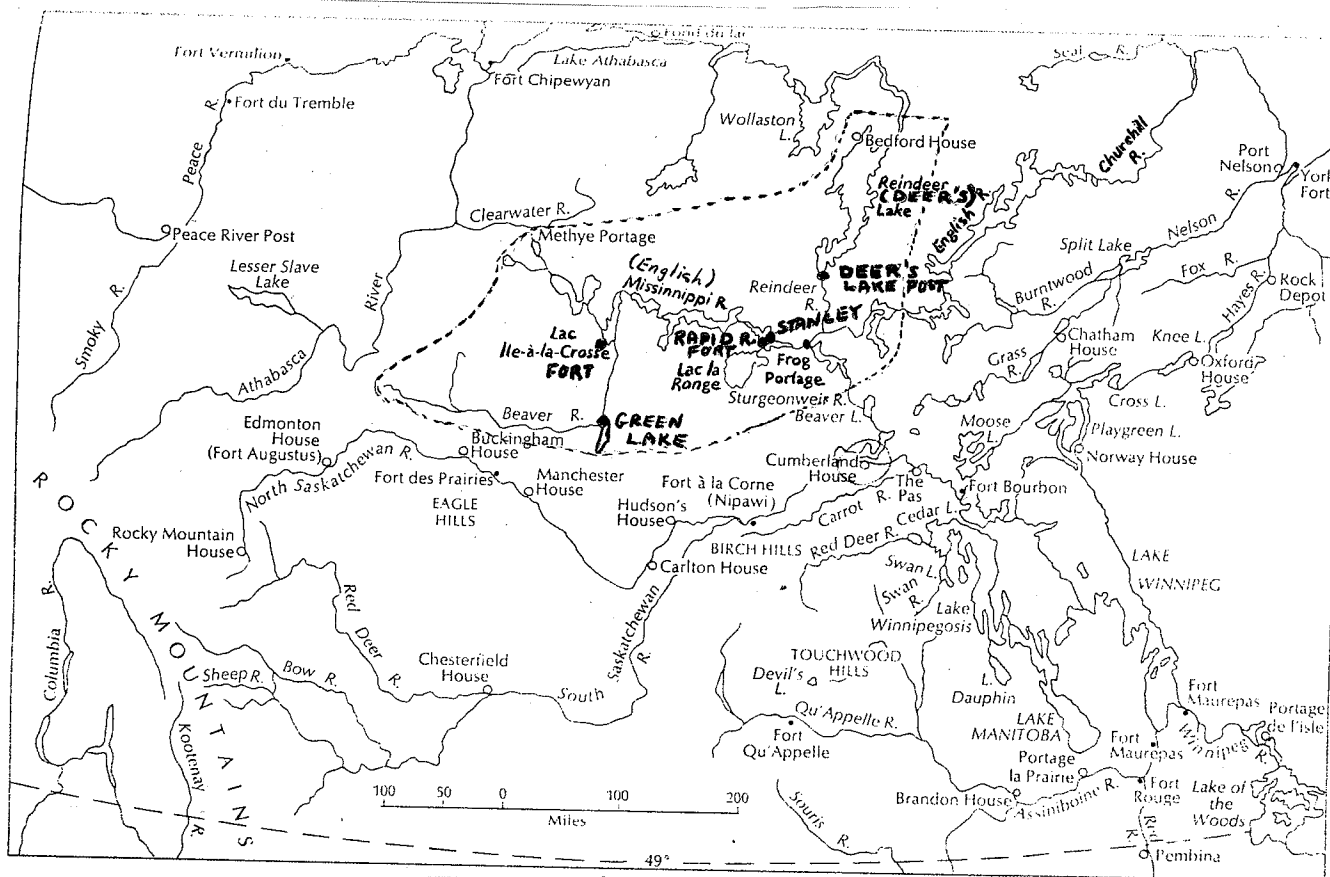 Fond du lac
Seal R.
Fort Vermilion
Lake Athabasca
Fort Chipewyan
Fort du Tremble
Peace R.
Wollaston
L.
Bedford House
Churchill
R.
Port
Nelson
York
Fort
Reindeer
(DEER'S)
Lake
English R.
Nelson R.
Clearwater R.
Methye Portage
Peace River Post
Lesser Slave
Lake
Split Lake
Burntwood
R.
Fox R.
Hayes R.
Rock
Depot
(English)
Missinnippi R
DEER'S
LAKE POST
Reindeer
R.
River
Smoky R.
STANLEY
RAPID R.
FORT
Lac
Île-à-la-Crosse
FORT
Frog
Portage
Lac la
Ronge
Chatham
House
Knee L.
Oxford
House
Grass
R.
Athabasca
Sturgeonweir R.
Beaver L.
Cross L.
Beaver R.
GREEN
LAKE
Moose
L.
Playgreen L.
Norway House
Edmonton
House
(Fort Augustus)
Buckingham
House
North Saskatchewan R.
Fort des Prairies
Manchester
House
EAGLE
HILLS
Cumberland
House
The
Pas
Fort Bourbon
Fort à la Corne
(Nipawi)
Hudson's
House
Carrot R.
Cedar L.
Rocky Mountain
House
BIRCH HILLS
Red Deer R.
Carlton House
Swan L.
Swan
R.
LAKE
WINNIPEG
Lake
Winnipegosis
ROCKY MOUNTAINS
Columbia R.
Red
Deer
R.
South Saskatchewan R.
Chesterfield
House
Sheep R.
Bow R.
Kootenay R.
TOUCHWOOD
HILLS
Devil's
L.
L.
Dauphin
LAKE
MANITOBA
Qu'Appelle R.
Fort
Qu'Appelle
Fort
Maurepas
Portage
de l'isle
Winnipeg R.
Fort
Maurepas
Portage
la Prairie
Brandon House
Assiniboine R.
Fort
Rouge
Lake of
the
Woods
Red
R.
Souris
R.
Pembina
100 50 0 100 200
Miles
49°